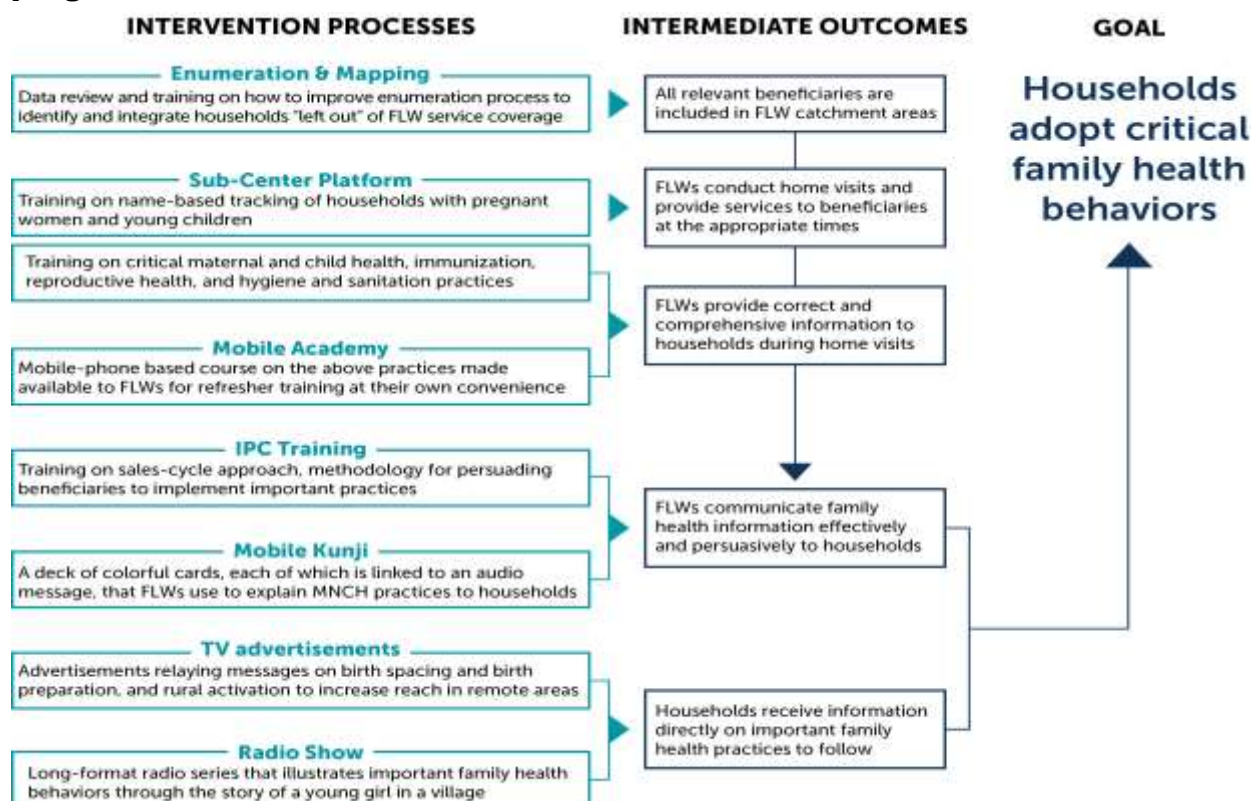 INTERVENTION PROCESSES
Enumeration & Mapping
Data review and training on how to improve enumeration process to
identify and integrate households "left out" of FLW service coverage
Sub-Center Platform
Training on name-based tracking of households with pregnant
women and young children
Training on critical maternal and child health, immunization,
reproductive health, and hygiene and sanitation practices
Mobile Academy
Mobile-phone based course on the above practices made
available to FLWs for refresher training at their own convenience
IPC Training
Training on sales-cycle approach, methodology for persuading
beneficiaries to implement important practices
Mobile Kunji
A deck of colorful cards, each of which is linked to an audio
message, that FLWs use to explain MNCH practices to households
TV advertisements
Advertisements relaying messages on birth spacing and birth
preparation, and rural activation to increase reach in remote areas
Radio Show
Long-format radio series that illustrates important family health
behaviors through the story of a young girl in a village
INTERMEDIATE OUTCOMES
All relevant beneficiaries are
included in FLW catchment areas
FLWs conduct home visits and
provide services to beneficiaries
at the appropriate times
FLWs provide correct and
comprehensive information to
households during home visits
FLWs communicate family
health information effectively
and persuasively to households
Households receive information
directly on important family
health practices to follow
GOAL
Households
adopt critical
family health
behaviors